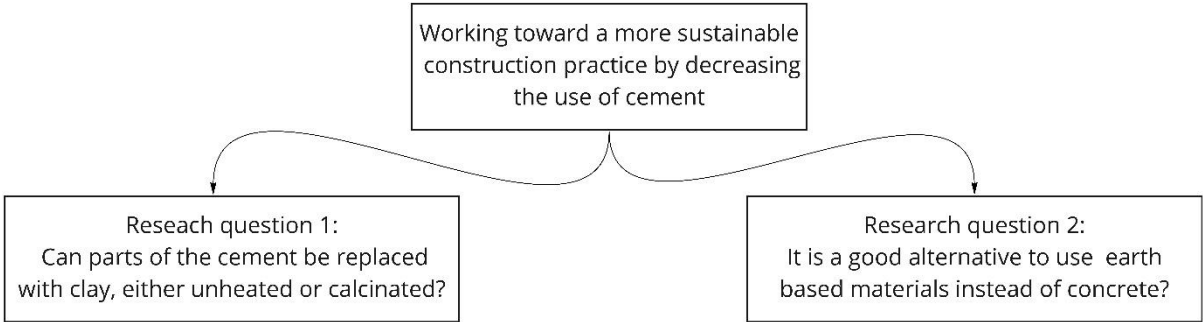 Working toward a more sustainable
construction practice by decreasing
the use of cement
Reseach question 1:
Can parts of the cement be replaced
with clay, either unheated or calcinated?
Research question 2:
It is a good alternative to use earth
based materials instead of concrete?